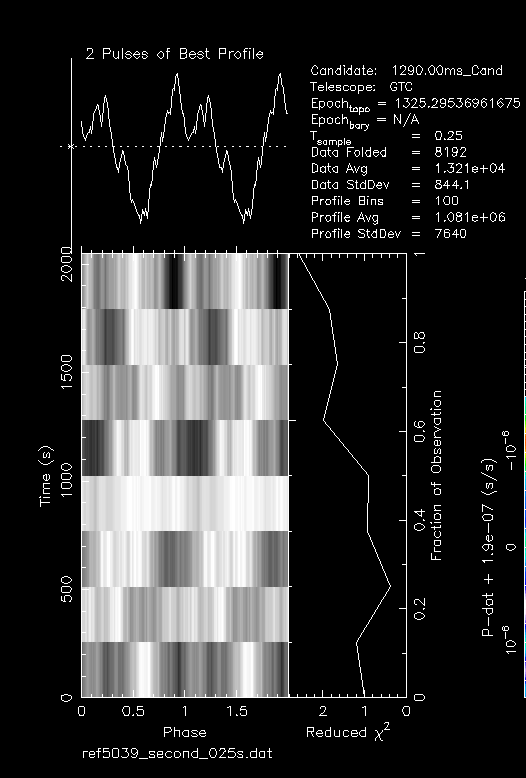 2 Pulses of Best Profile
Candidate: 1290.00ms_Cand
Telescope: GTC
Epoch_topo = 1325.29536961675
Epoch_bary = N/A
T_sample = 0.25
Data Folded = 8192
Data Avg = 1.321e+04
Data StdDev = 844.1
Profile Bins = 100
Profile Avg = 1.081e+06
Profile StdDev = 7640
2000
1500
1000
500
0
Time (s)
0 0.5 1 1.5
Phase
1
0.8
0.6
0.4
0.2
0
Fraction of Observation
2 1 0
Reduced χ²
−10⁻⁶
0
10⁻⁶
P−dot + 1.9e−07 (s/s)
ref5039_second_025s.dat